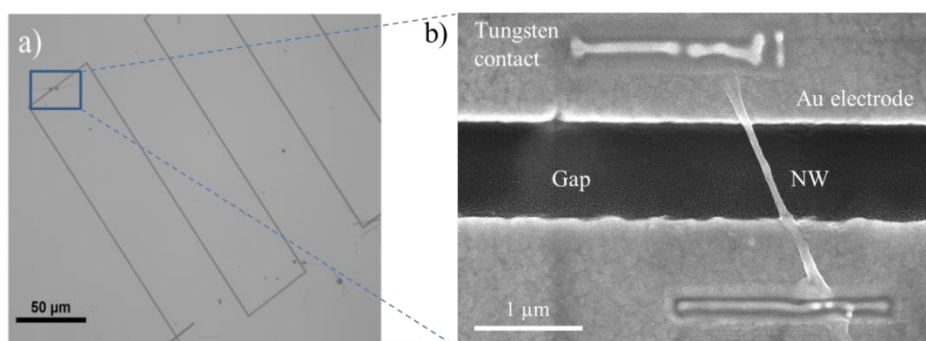 a)
50 µm
b)
Tungsten
contact
Au electrode
Gap
NW
1 µm